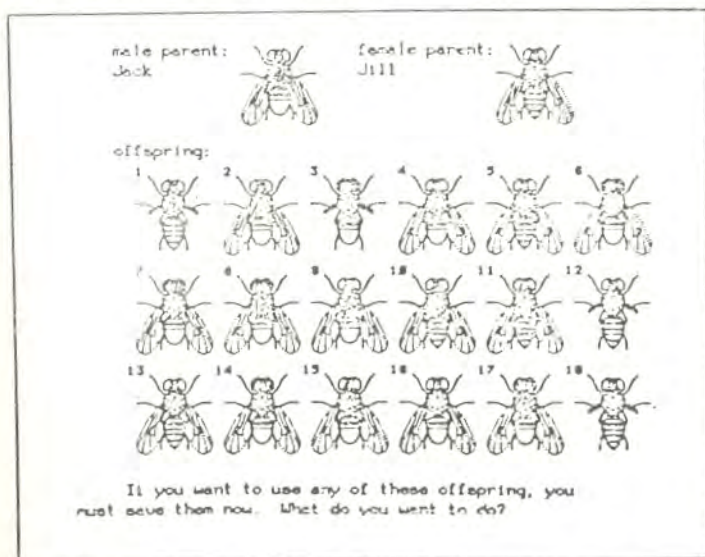 male parent: female parent:
Jack Jill
offspring:
1 2 3 4 5 6
7 8 9 10 11 12
13 14 15 16 17 18
If you want to use any of these offspring, you
must save them now. What do you want to do?